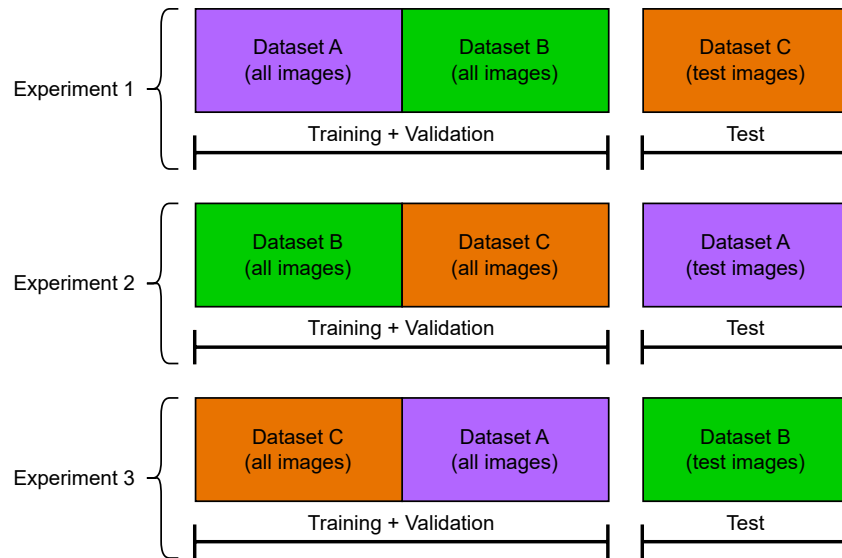 Experiment 1
Dataset A
(all images)
Dataset B
(all images)
Dataset C
(test images)
Training + Validation
Test
Experiment 2
Dataset B
(all images)
Dataset C
(all images)
Dataset A
(test images)
Training + Validation
Test
Experiment 3
Dataset C
(all images)
Dataset A
(all images)
Dataset B
(test images)
Training + Validation
Test